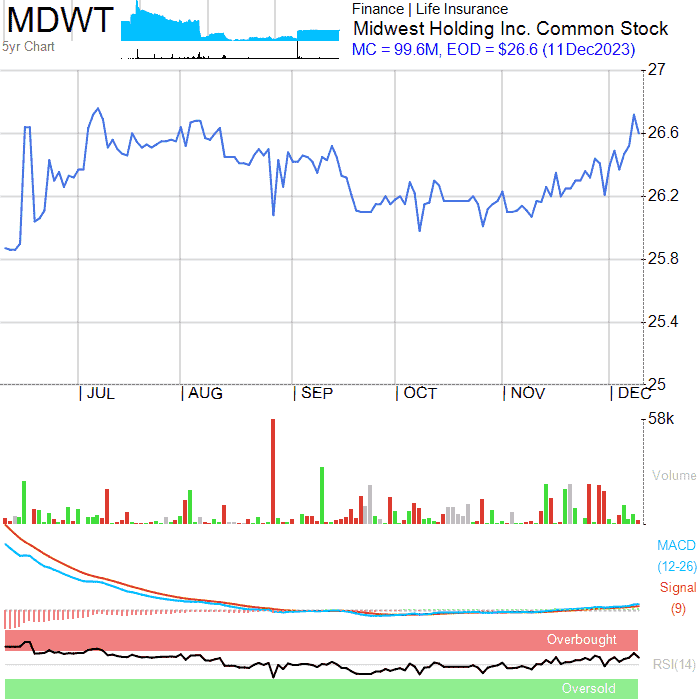 MDWT
5yr Chart
Finance | Life Insurance
Midwest Holding Inc. Common Stock
MC = 99.6M, EOD = $26.6 (11Dec2023)
27
26.6
26.2
25.8
25.4
25
| JUL | AUG | SEP | OCT | NOV | DEC
58k
Volume
MACD
(12-26)
Signal
(9)
Overbought
RSI(14)
Oversold